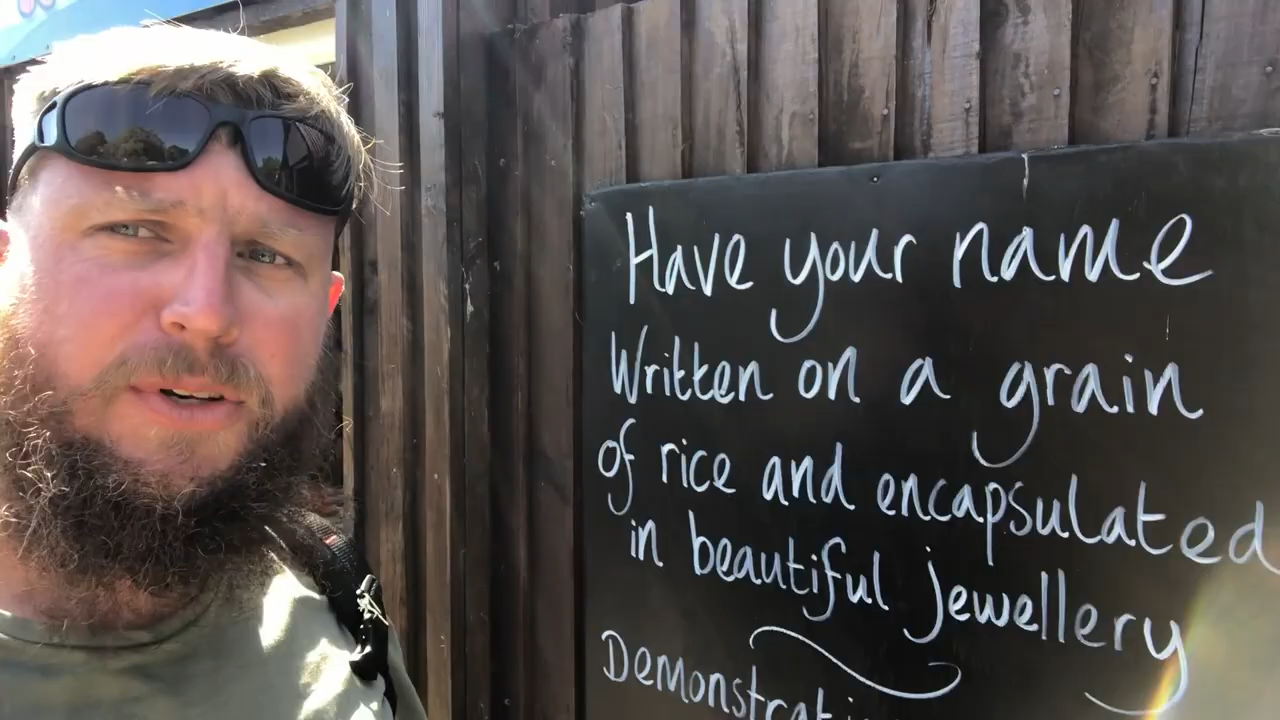 Have your name
Written on a grain
of rice and encapsulated
in beautiful jewellery